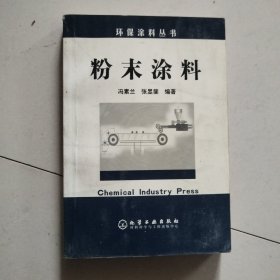 环保涂料丛书
粉末涂料
冯素兰 张昱斐 编著
Chemical Industry Press
化学工业出版社